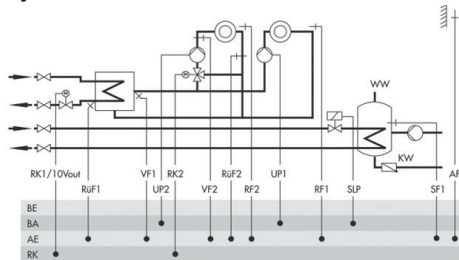 WW
KW
RK1/10Vout VF1 RK2 RüF2 UP1 RF1 SLP SF1 AF
RüF1 UP2 VF2 RF2
BE
BA
AE
RK